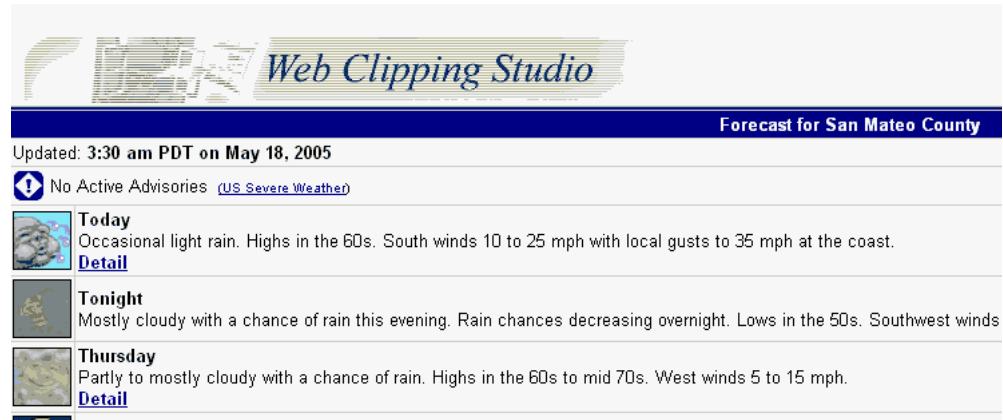 Web Clipping Studio
Forecast for San Mateo County
Updated: 3:30 am PDT on May 18, 2005
No Active Advisories (US Severe Weather)
Today
Occasional light rain. Highs in the 60s. South winds 10 to 25 mph with local gusts to 35 mph at the coast.
Detail
Tonight
Mostly cloudy with a chance of rain this evening. Rain chances decreasing overnight. Lows in the 50s. Southwest winds
Thursday
Partly to mostly cloudy with a chance of rain. Highs in the 60s to mid 70s. West winds 5 to 15 mph.
Detail